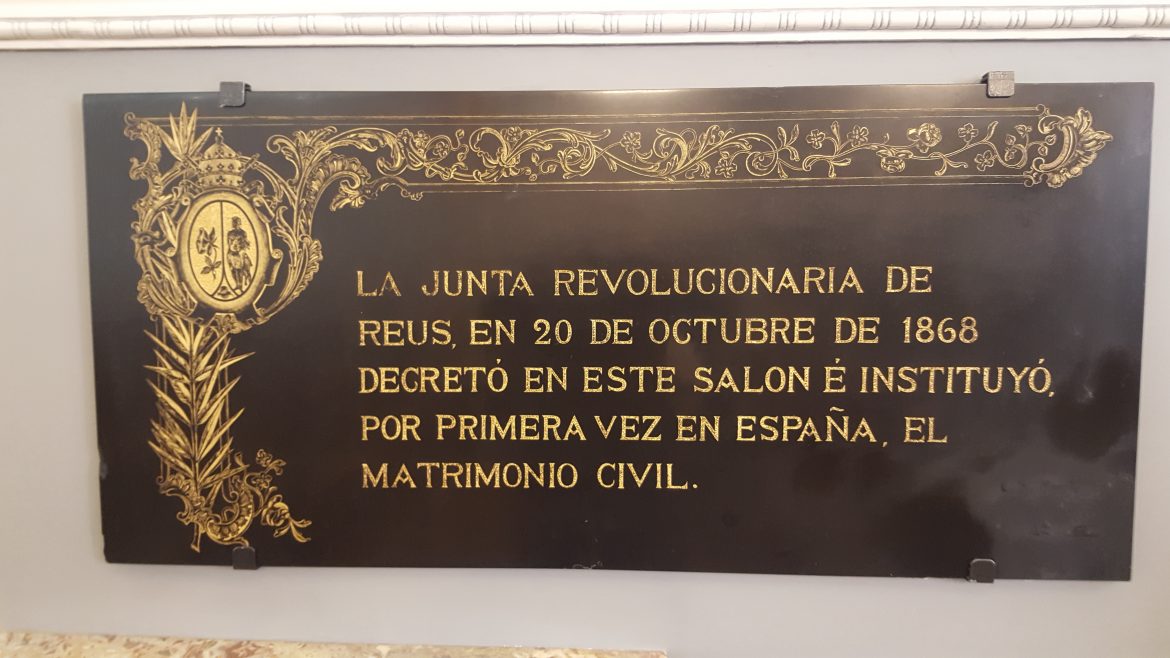 LA JUNTA REVOLUCIONARIA DE
REUS, EN 20 DE OCTUBRE DE 1868
DECRETÓ EN ESTE SALON É INSTITUYÓ,
POR PRIMERA VEZ EN ESPAÑA, EL
MATRIMONIO CIVIL.